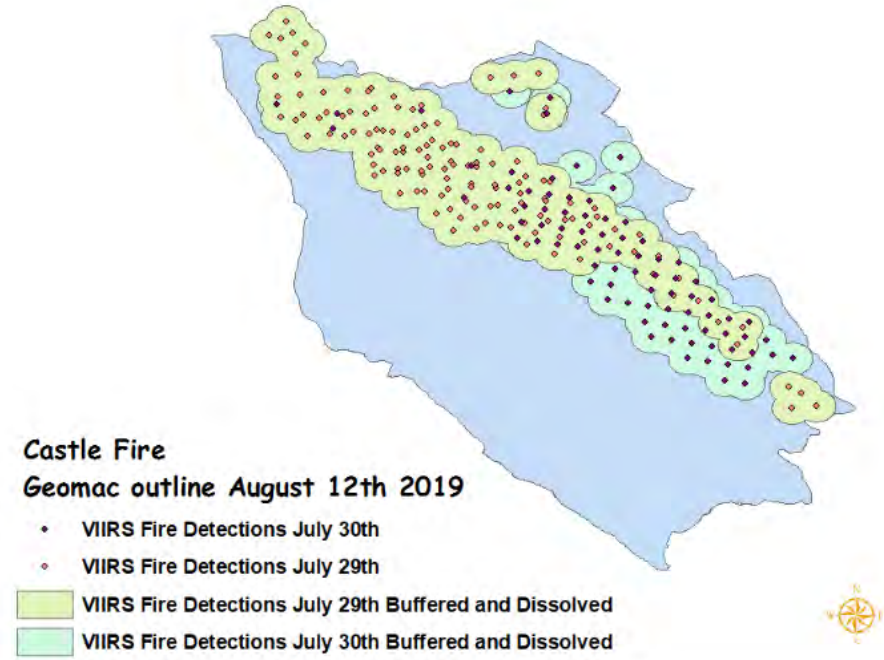 Castle Fire
Geomac outline August 12th 2019
VIIRS Fire Detections July 30th
VIIRS Fire Detections July 29th
VIIRS Fire Detections July 29th Buffered and Dissolved
VIIRS Fire Detections July 30th Buffered and Dissolved
N
W
E
S